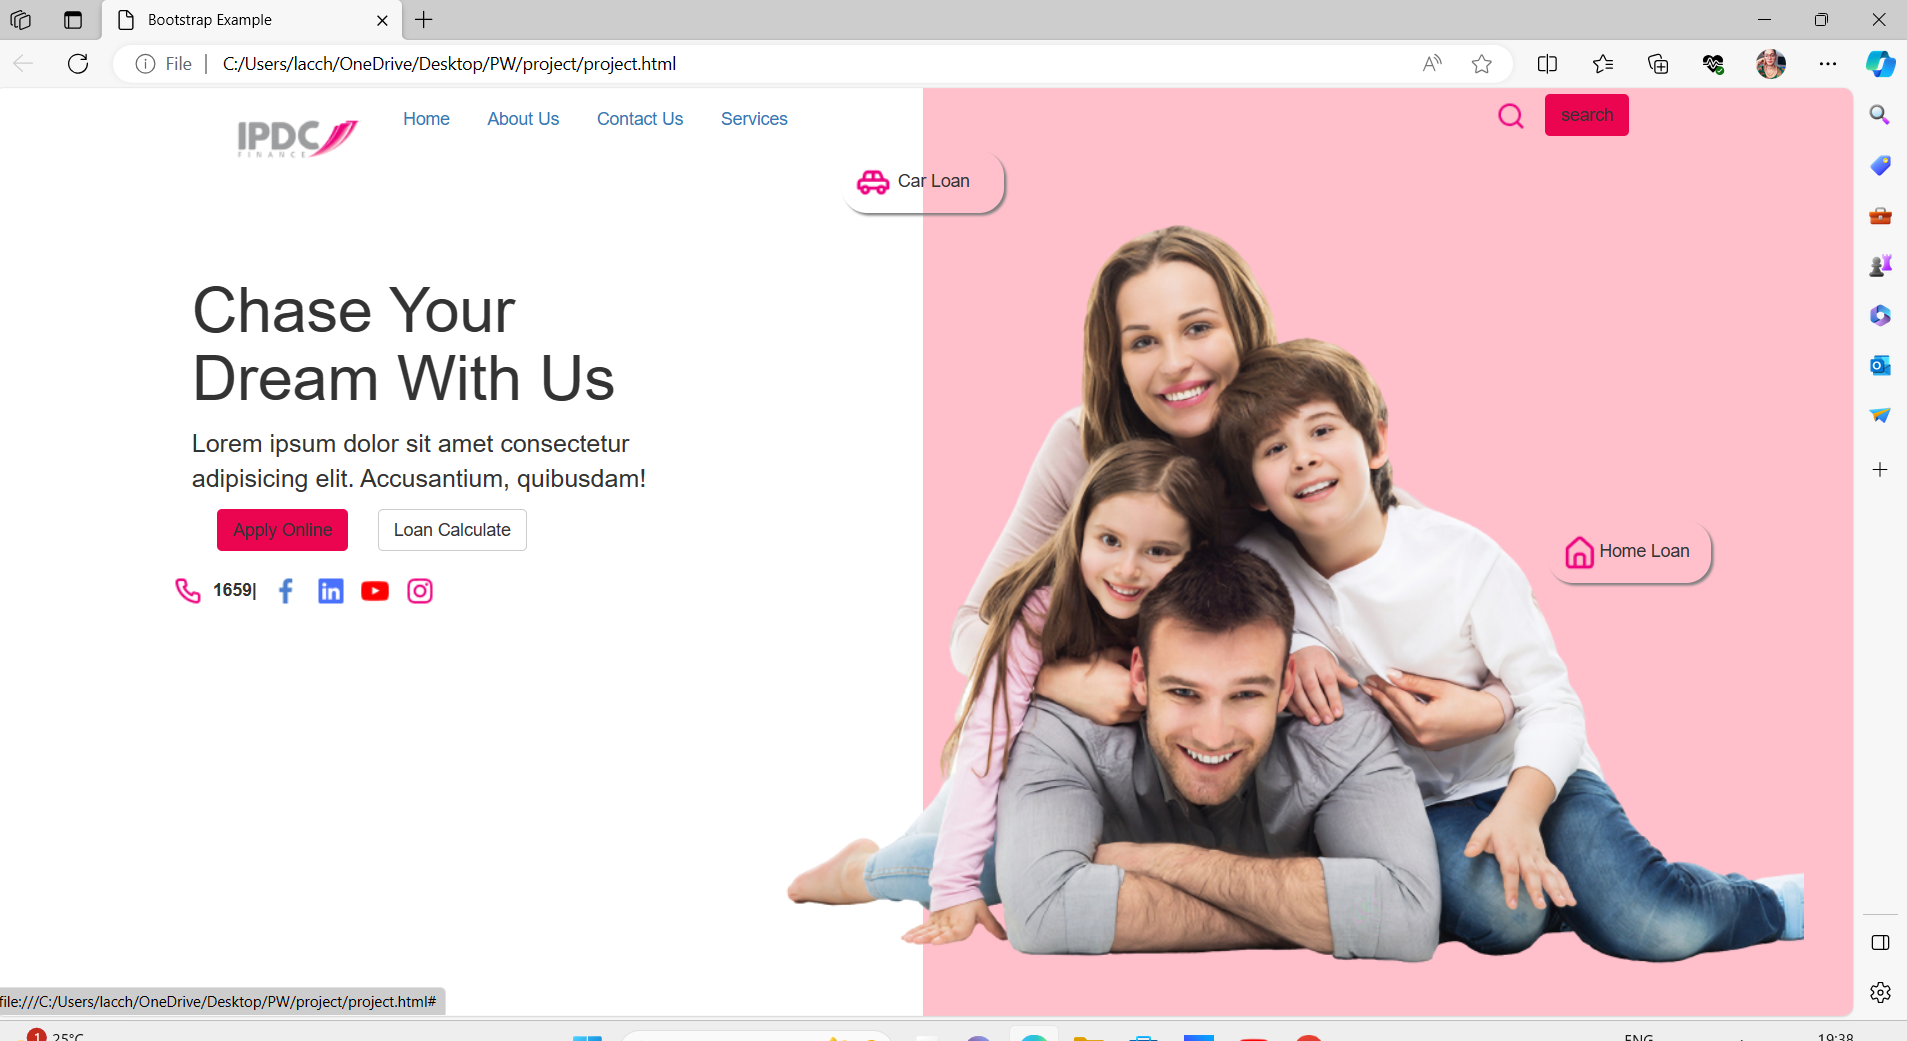 Bootstrap Example
File
C:/Users/lacch/OneDrive/Desktop/PW/project/project.html
IPDC
FINANCE
Home
About Us
Contact Us
Services
search
Car Loan
Chase Your
Dream With Us
Lorem ipsum dolor sit amet consectetur
adipisicing elit. Accusantium, quibusdam!
Apply Online
Loan Calculate
1659|
Home Loan
file:///C:/Users/lacch/OneDrive/Desktop/PW/project/project.html#
1
25°C
ENG
19:38